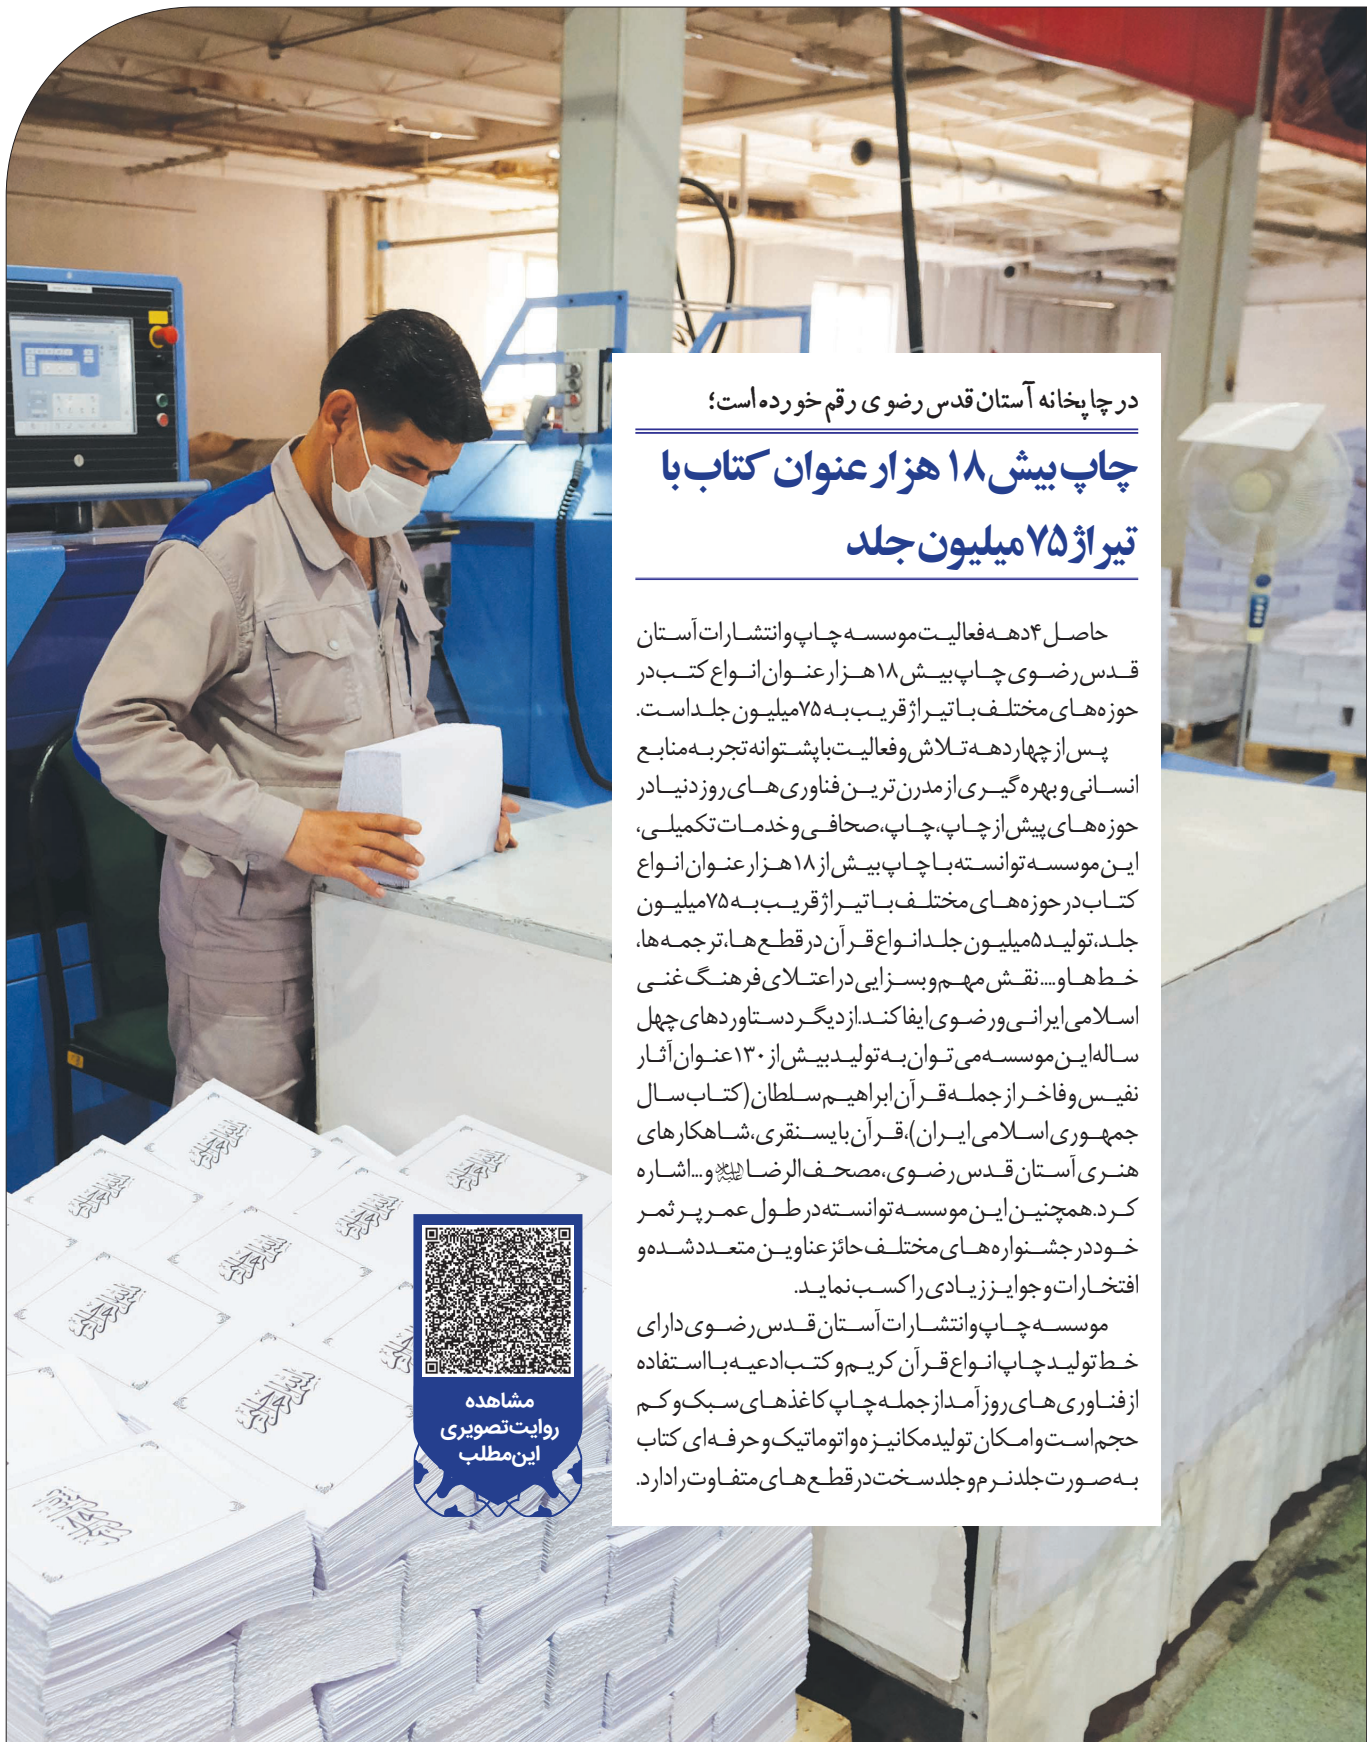 در چاپخانه آستان قدس رضوی رقم خورده است؛
چاپ بیش ۱۸ هزار عنوان کتاب با
تیراژ ۷۵ میلیون جلد
حاصل ۴ دهه فعالیت موسسه چاپ و انتشارات آستان
قدس رضوی چاپ بیش ۱۸ هزار عنوان انواع کتب در
حوزه‌های مختلف با تیراژ قریب به ۷۵ میلیون جلد است.
پس از چهار دهه تلاش و فعالیت با پشتوانه تجربه منابع
انسانی و بهره گیری از مدرن ترین فناوری های روز دنیا در
حوزه‌های پیش از چاپ، چاپ، صحافی و خدمات تکمیلی،
این موسسه توانسته با چاپ بیش از ۱۸ هزار عنوان انواع
کتاب در حوزه‌های مختلف با تیراژ قریب به ۷۵ میلیون
جلد، تولید ۵ میلیون جلد انواع قرآن در قطع ها، ترجمه ها،
خط ها و.... نقش مهم و بسزایی در اعتلای فرهنگ غنی
اسلامی ایرانی و رضوی ایفا کند. از دیگر دستاوردهای چهل
ساله این موسسه می توان به تولید بیش از ۱۳۰ عنوان آثار
نفیس و فاخر از جمله قرآن ابراهیم سلطان (کتاب سال
جمهوری اسلامی ایران)، قرآن بایسنقری، شاهکارهای
هنری آستان قدس رضوی، مصحف الرضا علیه‌السلام و... اشاره
کرد. همچنین این موسسه توانسته در طول عمر پر ثمر
خود در جشنواره‌های مختلف حائز عناوین متعدد شده و
افتخارات و جوایز زیادی را کسب نماید.
موسسه چاپ و انتشارات آستان قدس رضوی دارای
خط تولید چاپ انواع قرآن کریم و کتب ادعیه با استفاده
از فناوری های روز آمد از جمله چاپ کاغذهای سبک و کم
حجم است و امکان تولید مکانیزه و اتوماتیک و حرفه ای کتاب
به صورت جلد نرم و جلد سخت در قطع های متفاوت را دارد.
مشاهده
روایت تصویری
این مطلب